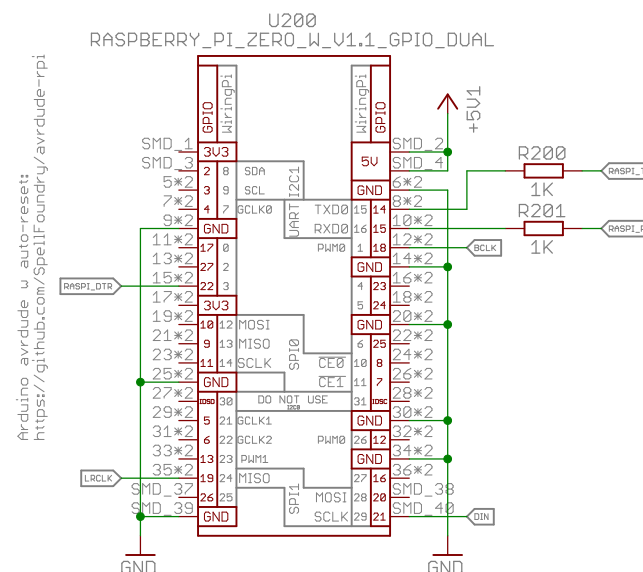 U200
RASPBERRY_PI_ZERO_W_V1.1_GPIO_DUAL
Arduino avrdude w auto-reset:
https://github.com/SpellFoundry/avrdude-rpi
GPIO WiringPi WiringPi GPIO
+5V1
SMD_1 3V3 5V SMD_2
SMD_3 2 8 SDA SMD_4
5*2 3 9 SCL I2C1 GND 6*2
7*2 4 7 GCLK0 UART TXD0 15 14 8*2
R200
1K
RASPI_T
9*2 GND RXD0 16 15 10*2
R201
1K
RASPI_
11*2 17 0 PWM0 1 18 12*2 BCLK
13*2 27 2 GND 14*2
RASPI_DTR 15*2 22 3 4 23 16*2
17*2 3V3 5 24 18*2
19*2 10 12 MOSI SPI0 GND 20*2
21*2 9 13 MISO 6 25 22*2
23*2 11 14 SCLK CE0 10 8 24*2
25*2 GND CE1 11 7 26*2
27*2 IDSD 30 DO NOT USE I2C0 31 IDSC 28*2
29*2 5 21 GCLK1 GND 30*2
31*2 6 22 GCLK2 PWM0 26 12 32*2
33*2 13 23 PWM1 GND 34*2
LRCLK 35*2 19 24 MISO SPI1 27 16 36*2
SMD_37 26 25 MOSI 28 20 SMD_38
SMD_39 GND SCLK 29 21 SMD_40 DIN
GND GND